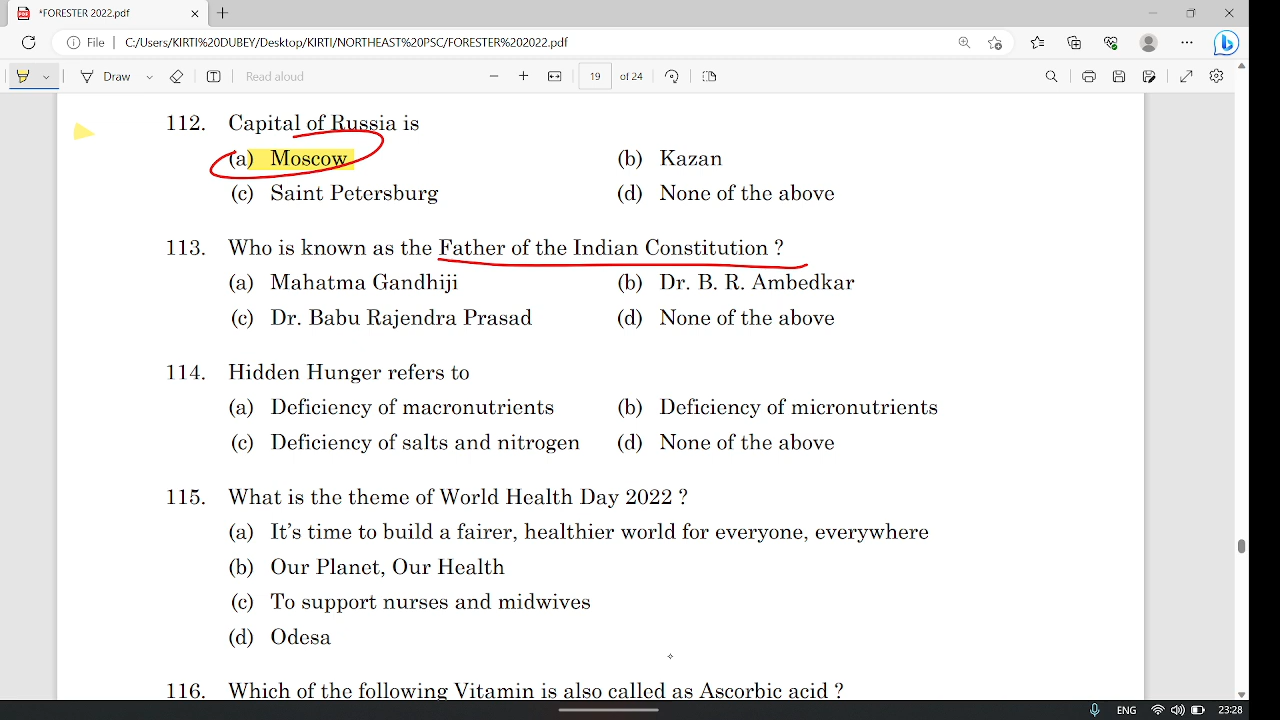 *FORESTER 2022.pdf
File C:/Users/KIRTI%20DUBEY/Desktop/KIRTI/NORTHEAST%20PSC/FORESTER%202022.pdf
Draw Read aloud 19 of 24
112. Capital of Russia is
(a) Moscow (b) Kazan
(c) Saint Petersburg (d) None of the above
113. Who is known as the Father of the Indian Constitution ?
(a) Mahatma Gandhiji (b) Dr. B. R. Ambedkar
(c) Dr. Babu Rajendra Prasad (d) None of the above
114. Hidden Hunger refers to
(a) Deficiency of macronutrients (b) Deficiency of micronutrients
(c) Deficiency of salts and nitrogen (d) None of the above
115. What is the theme of World Health Day 2022 ?
(a) It's time to build a fairer, healthier world for everyone, everywhere
(b) Our Planet, Our Health
(c) To support nurses and midwives
(d) Odesa
116. Which of the following Vitamin is also called as Ascorbic acid ?
ENG 23:28